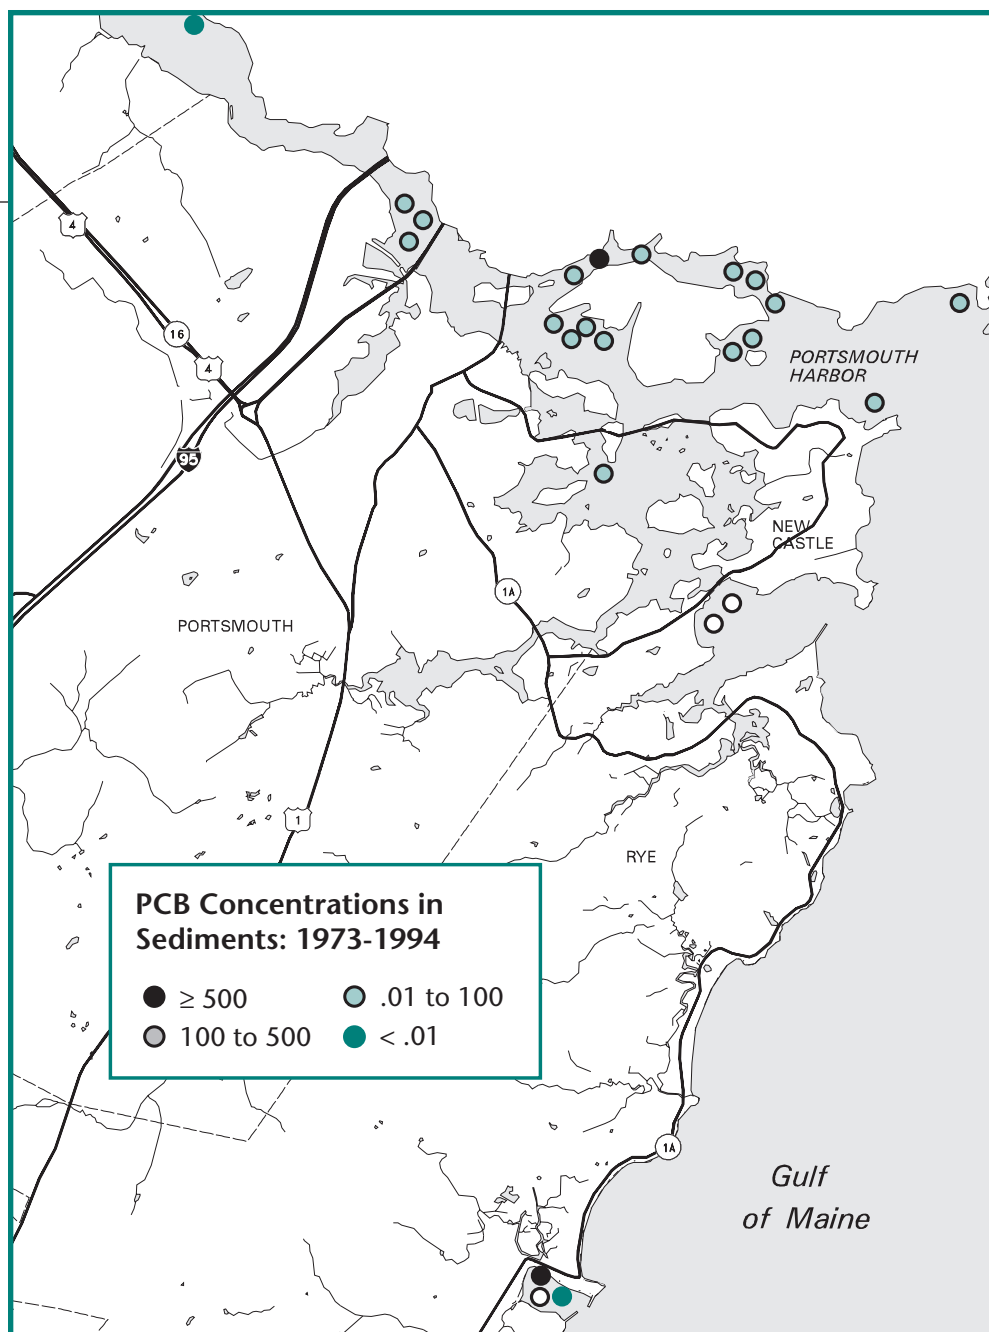 4
16
4
PORTSMOUTH
HARBOR
95
NEW
CASTLE
1A
PORTSMOUTH
1
RYE
PCB Concentrations in
Sediments: 1973-1994
≥ 500
.01 to 100
100 to 500
< .01
1A
Gulf
of Maine